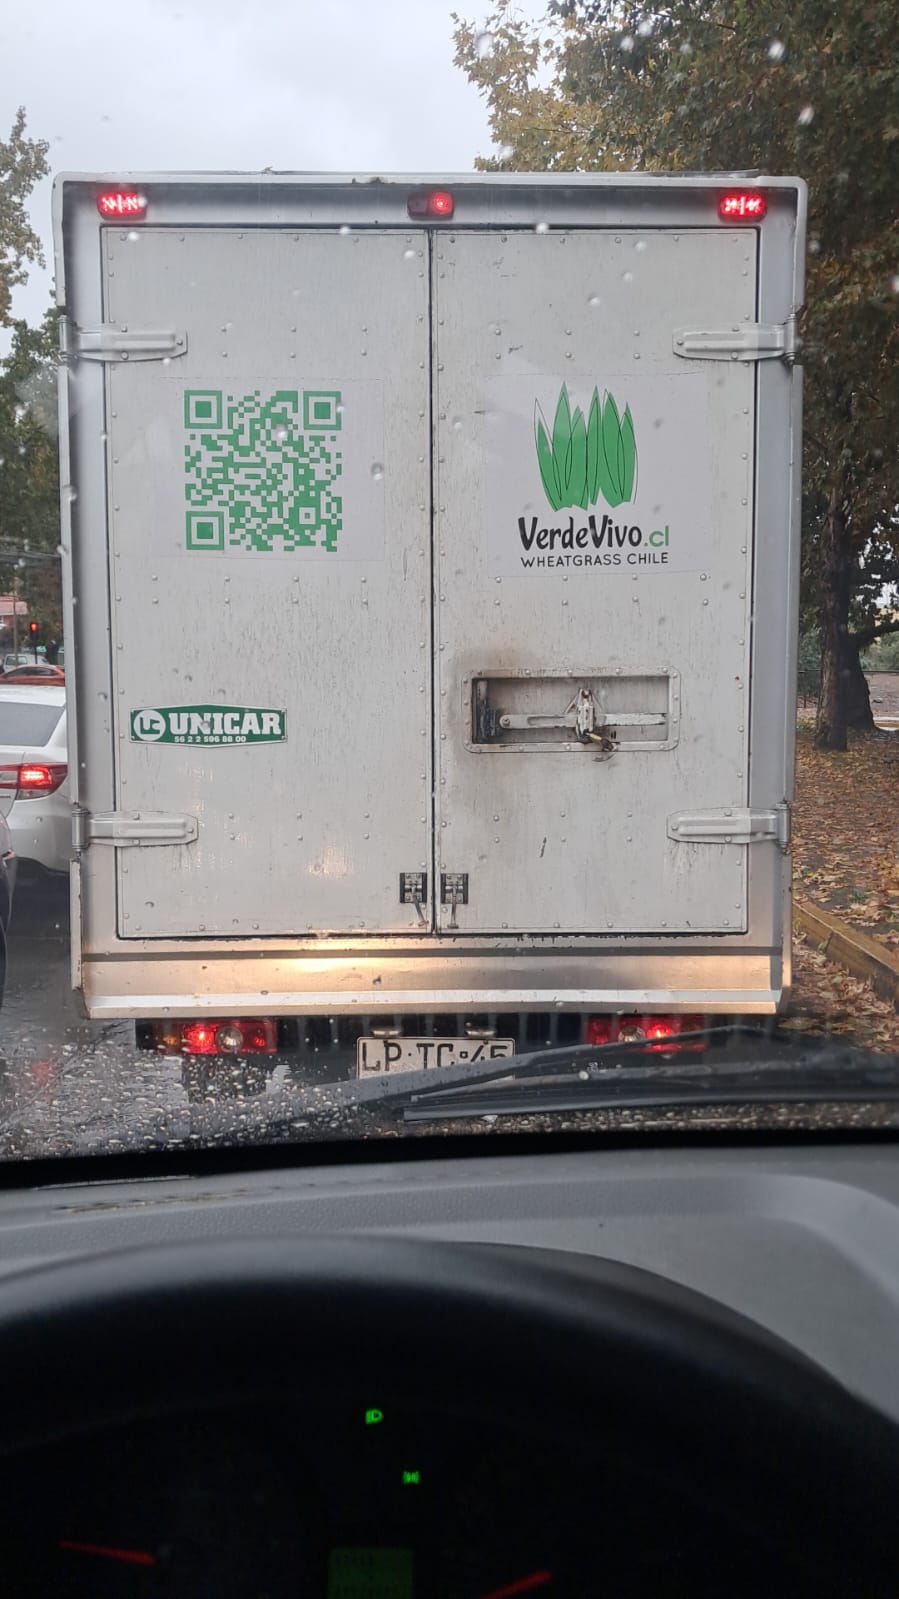 VerdeVivo.cl
WHEATGRASS CHILE
UNICAR
56 2 2 596 88 00